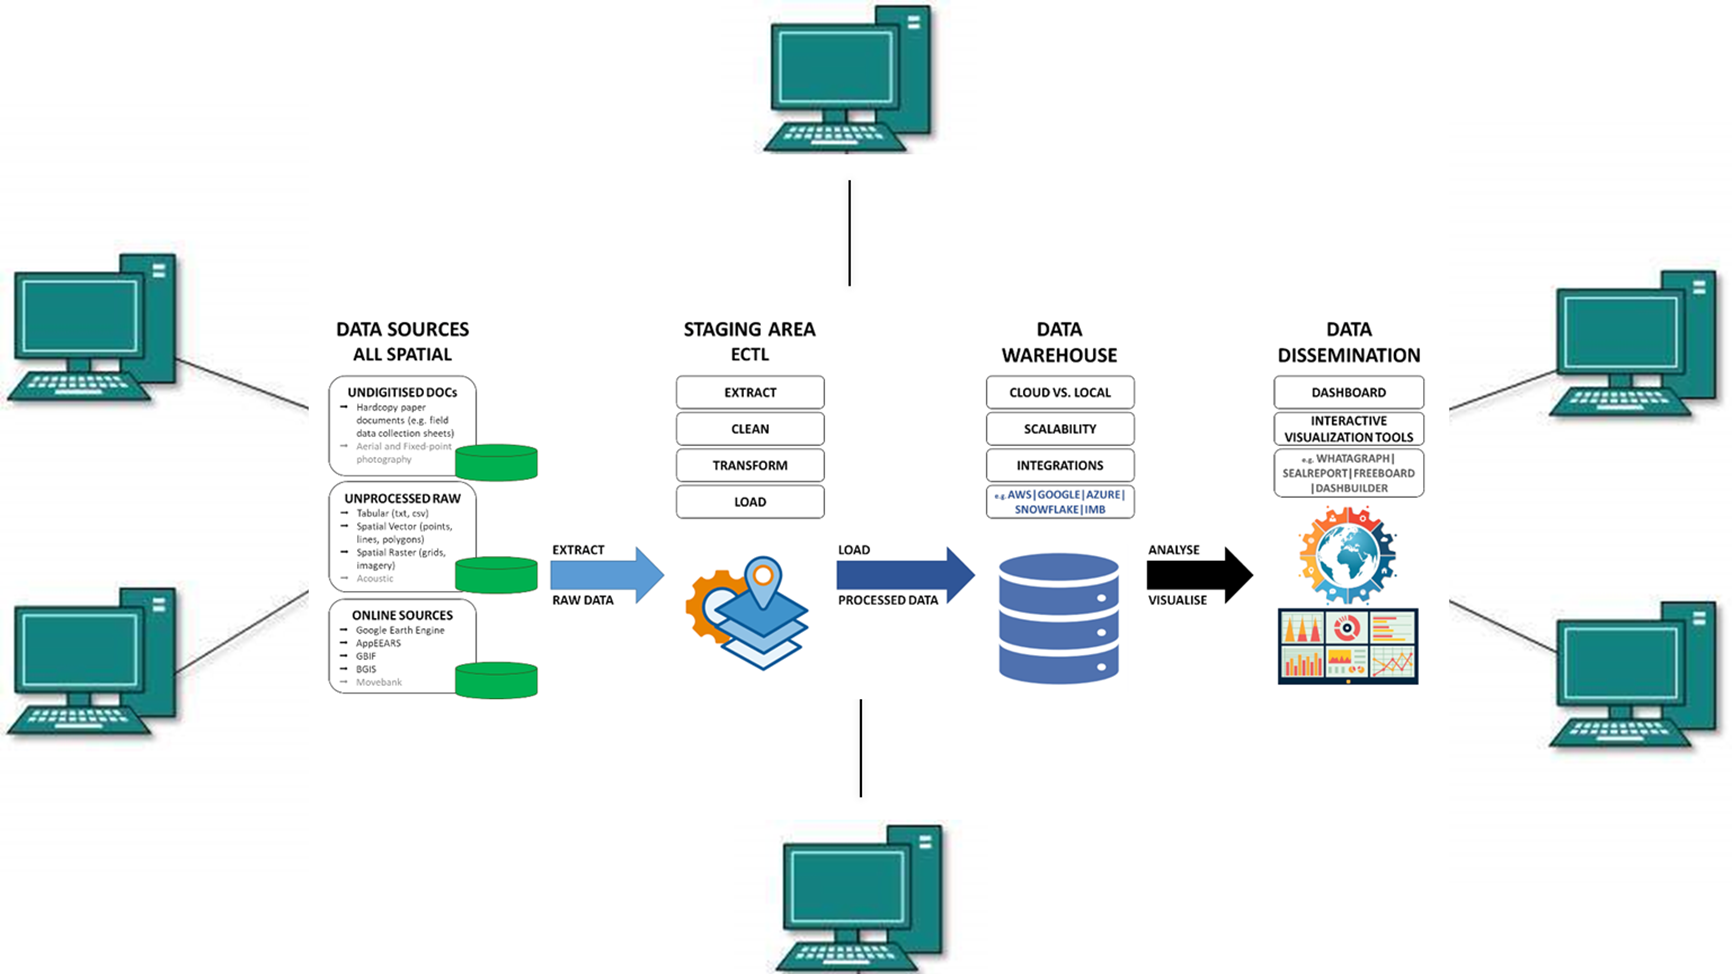 DATA SOURCES
ALL SPATIAL
UNDIGITISED DOCs
→ Hardcopy paper
documents (e.g. field
data collection sheets)
→ Aerial and Fixed-point
photography
UNPROCESSED RAW
→ Tabular (txt, csv)
→ Spatial Vector (points,
lines, polygons)
→ Spatial Raster (grids,
imagery)
→ Acoustic
ONLINE SOURCES
→ Google Earth Engine
→ AppEEARS
→ GBIF
→ BGIS
→ Movebank
EXTRACT
RAW DATA
STAGING AREA
ECTL
EXTRACT
CLEAN
TRANSFORM
LOAD
LOAD
PROCESSED DATA
DATA
WAREHOUSE
CLOUD VS. LOCAL
SCALABILITY
INTEGRATIONS
e.g. AWS|GOOGLE|AZURE|
SNOWFLAKE|IMB
ANALYSE
VISUALISE
DATA
DISSEMINATION
DASHBOARD
INTERACTIVE
VISUALIZATION TOOLS
e.g. WHATAGRAPH|
SEALREPORT|FREEBOARD
|DASHBUILDER